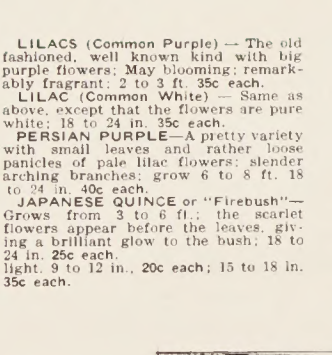 LILACS (Common Purple) — The old
fashioned, well known kind with big
purple flowers; May blooming; remark-
ably fragrant; 2 to 3 ft. 35c each.
LILAC (Common White) — Same as
above, except that the flowers are pure
white; 18 to 24 in. 35c each.
PERSIAN PURPLE—A pretty variety
with small leaves and rather loose
panicles of pale lilac flowers; slender
arching branches; grow 6 to 8 ft. 18
to 24 in. 40c each.
JAPANESE QUINCE or "Firebush"—
Grows from 3 to 6 ft.; the scarlet
flowers appear before the leaves, giv-
ing a brilliant glow to the bush; 18 to
24 in. 25c each.
light. 9 to 12 in., 20c each; 15 to 18 in.
35c each.